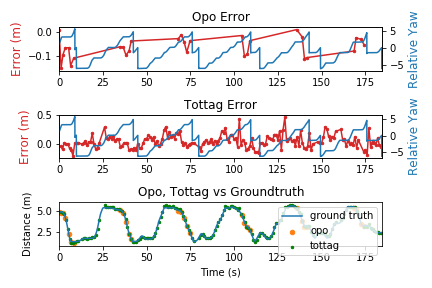 Opo Error
Error (m)
0.0
−0.1
5
0
−5
Relative Yaw
0 25 50 75 100 125 150 175
Tottag Error
Error (m)
0.5
0.0
5
0
−5
Relative Yaw
0 25 50 75 100 125 150 175
Opo, Tottag vs Groundtruth
Distance (m)
5.0
2.5
ground truth
opo
tottag
0 25 50 75 100 125 150 175
Time (s)